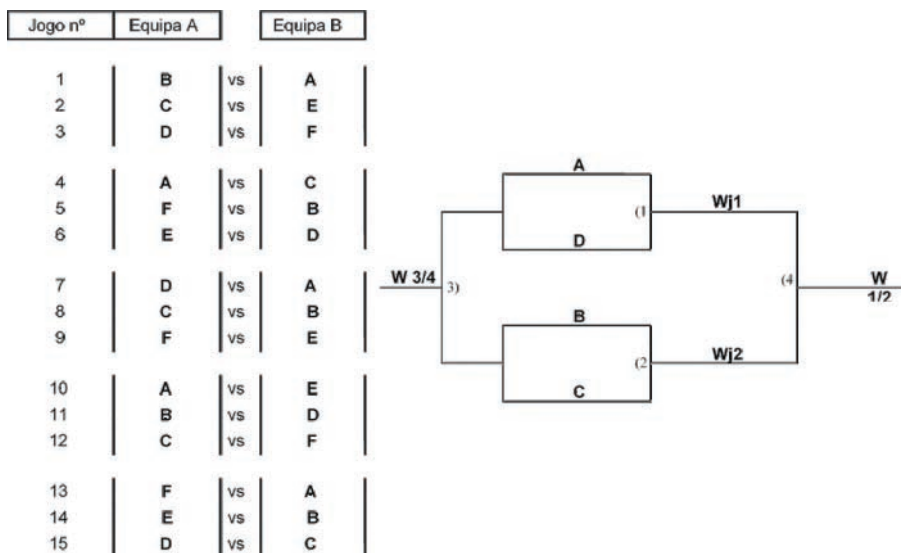 Jogo nº Equipa A Equipa B
1 B vs A
2 C vs E
3 D vs F
4 A vs C
5 F vs B
6 E vs D
7 D vs A
8 C vs B
9 F vs E
10 A vs E
11 B vs D
12 C vs F
13 F vs A
14 E vs B
15 D vs C
A
(1 Wj1
D
W 3/4 3) (4 W
1/2
B
(2 Wj2
C